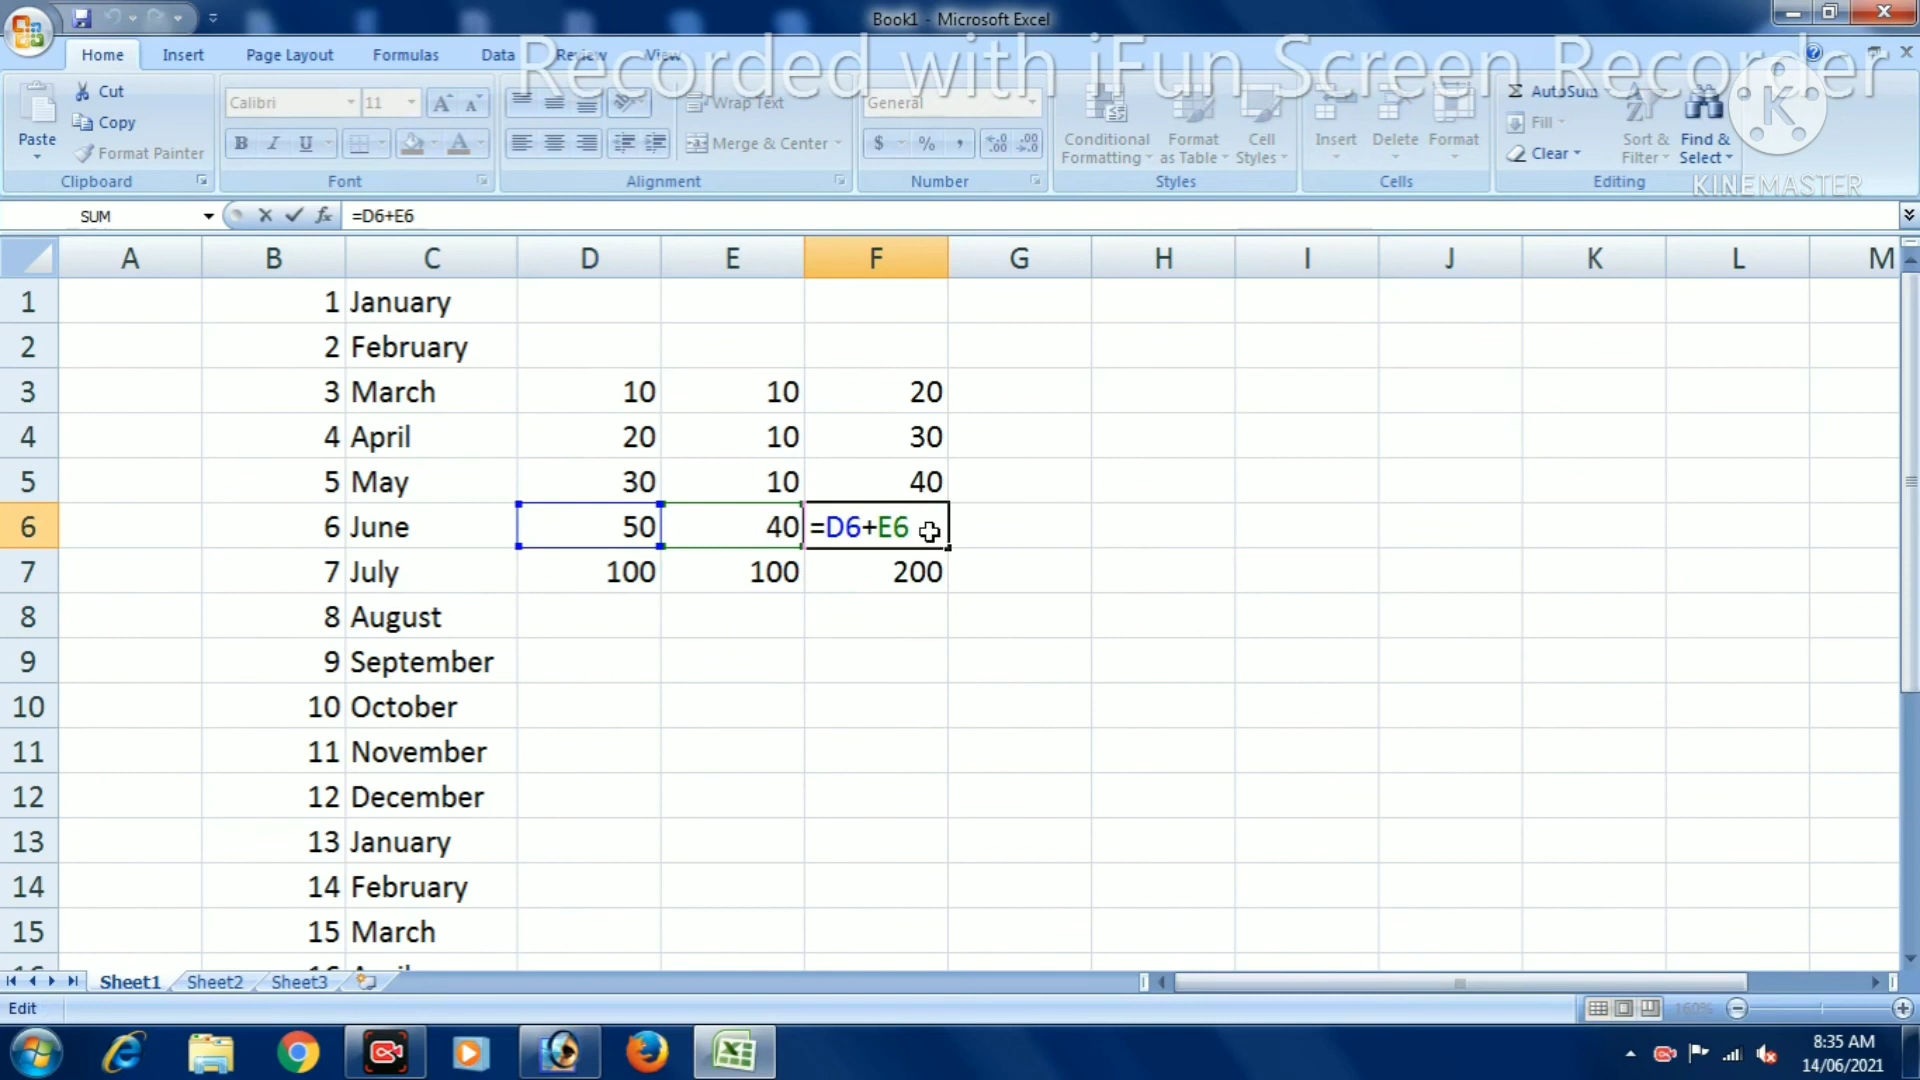 Book1 - Microsoft Excel
Home Insert Page Layout Formulas Data Review View
Recorded with iFun Screen Recorder
Paste
Cut
Copy
Format Painter
Clipboard
Calibri 11
B I U
Font
Wrap Text
Merge & Center
Alignment
General
$ % ,
Number
Conditional Formatting
Format as Table
Cell Styles
Styles
Insert Delete Format
Cells
Σ AutoSum
Fill
Clear
Sort & Filter
Find & Select
Editing
K
KINEMASTER
SUM fx =D6+E6
A B C D E F G H I J K L M
1 1 January
2 2 February
3 3 March 10 10 20
4 4 April 20 10 30
5 5 May 30 10 40
6 6 June 50 40 =D6+E6
7 7 July 100 100 200
8 8 August
9 9 September
10 10 October
11 11 November
12 12 December
13 13 January
14 14 February
15 15 March
Sheet1 Sheet2 Sheet3
Edit 160%
8:35 AM
14/06/2021